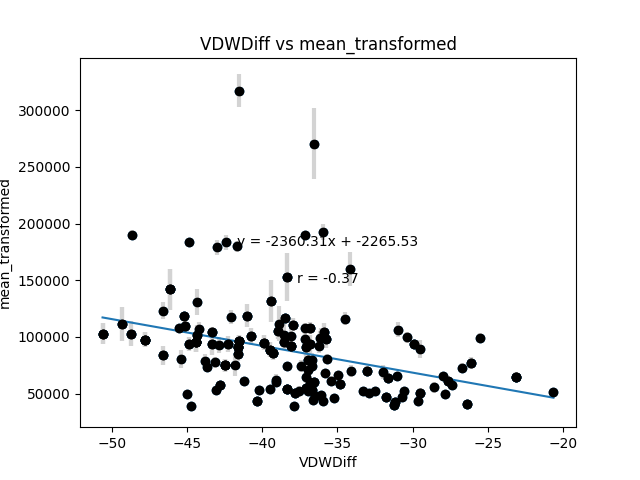 VDWDiff vs mean_transformed
300000
250000
200000
150000
100000
50000
mean_transformed
y = -2360.31x + -2265.53
r = -0.37
−50 −45 −40 −35 −30 −25 −20
VDWDiff